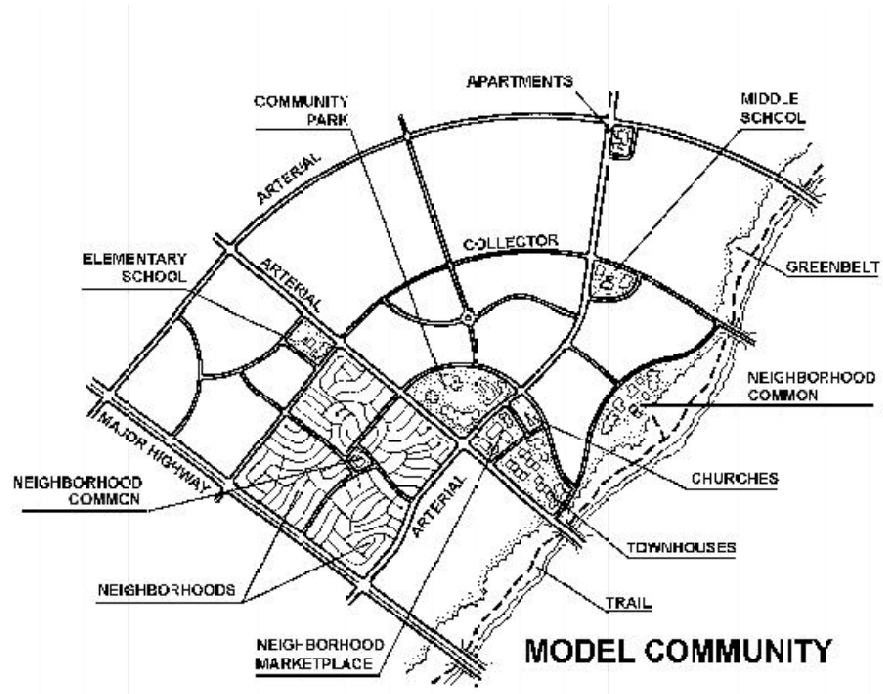 APARTMENTS
COMMUNITY
PARK
MIDDLE
SCHOOL
ARTERIAL
COLLECTOR
ELEMENTARY
SCHOOL
ARTERIAL
GREENBELT
NEIGHBORHOOD
COMMON
MAJOR HIGHWAY
NEIGHBORHOOD
COMMON
ARTERIAL
CHURCHES
TOWNHOUSES
NEIGHBORHOODS
TRAIL
NEIGHBORHOOD
MARKETPLACE
MODEL COMMUNITY